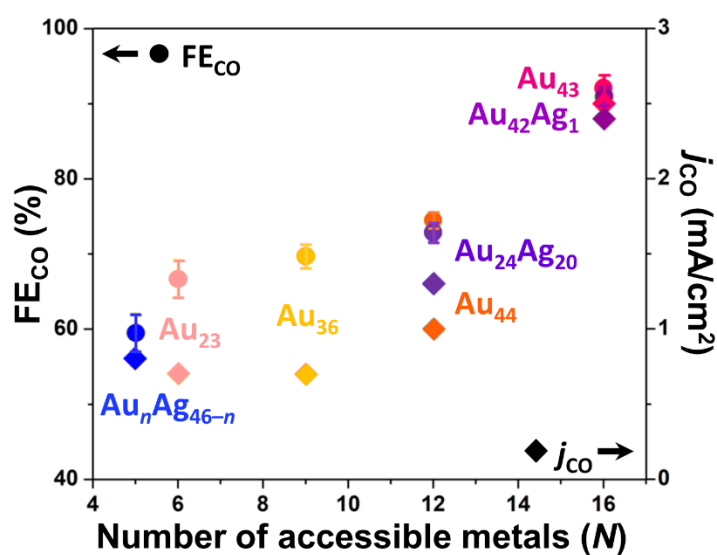 100
80
60
40
FE_CO (%)
3
2
1
0
j_CO (mA/cm²)
4 6 8 10 12 14 16
Number of accessible metals (N)
← FE_CO
Au₄₃
Au₄₂Ag₁
Au₂₄Ag₂₀
Au₄₄
Au₃₆
Au₂₃
AuₙAg₄₆₋ₙ
j_CO →